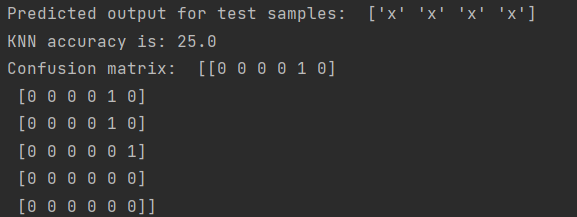 Predicted output for test samples:  ['x' 'x' 'x' 'x']
KNN accuracy is: 25.0
Confusion matrix:  [[0 0 0 0 1 0]
 [0 0 0 0 1 0]
 [0 0 0 0 1 0]
 [0 0 0 0 0 1]
 [0 0 0 0 0 0]
 [0 0 0 0 0 0]]